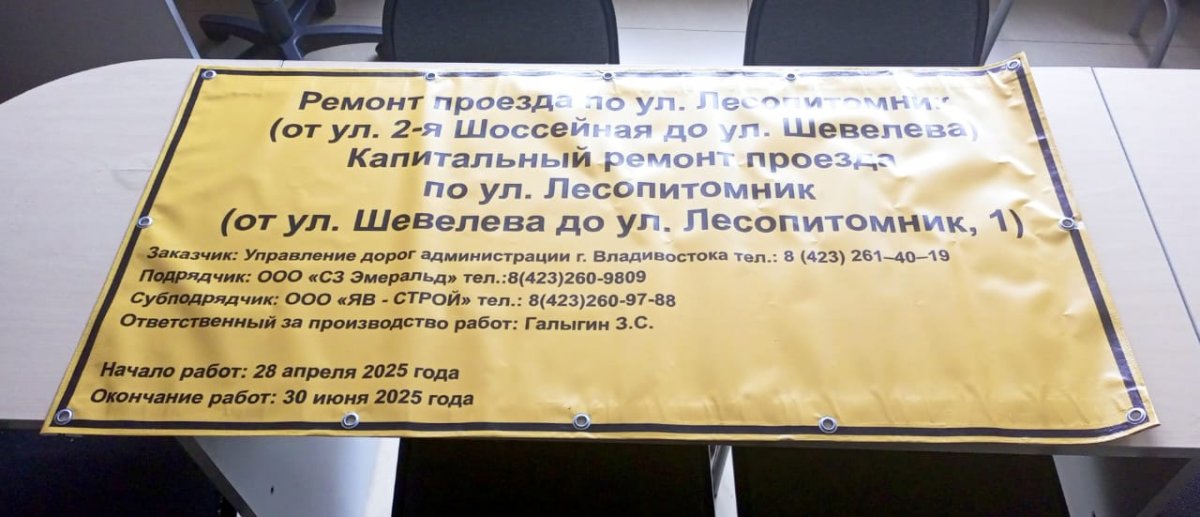 Ремонт проезда по ул. Лесопитомник
(от ул. 2-я Шоссейная до ул. Шевелева)
Капитальный ремонт проезда
по ул. Лесопитомник
(от ул. Шевелева до ул. Лесопитомник, 1)
Заказчик: Управление дорог администрации г. Владивостока тел.: 8 (423) 261–40–19
Подрядчик: ООО «СЗ Эмеральд» тел.:8(423)260-9809
Субподрядчик: ООО «ЯВ - СТРОЙ» тел.: 8(423)260-97-88
Ответственный за производство работ: Галыгин З.С.
Начало работ: 28 апреля 2025 года
Окончание работ: 30 июня 2025 года